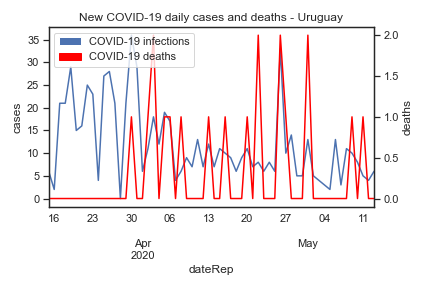 New COVID-19 daily cases and deaths - Uruguay
COVID-19 infections
COVID-19 deaths
35
30
25
20
15
10
5
0
cases
2.0
1.5
1.0
0.5
0.0
deaths
16 23 30 06 13 20 27 04 11
Apr May
2020
dateRep